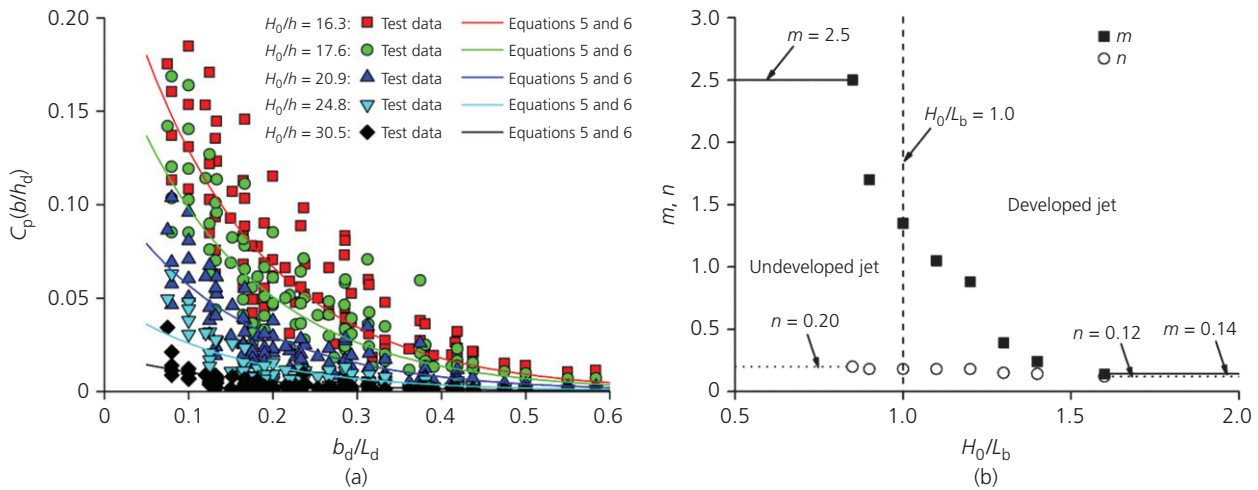 0.20
0.15
0.10
0.05
0
Cp(b/hd)
H0/h = 16.3: Test data Equations 5 and 6
H0/h = 17.6: Test data Equations 5 and 6
H0/h = 20.9: Test data Equations 5 and 6
H0/h = 24.8: Test data Equations 5 and 6
H0/h = 30.5: Test data Equations 5 and 6
0 0.1 0.2 0.3 0.4 0.5 0.6
bd/Ld
(a)
3.0
2.5
2.0
1.5
1.0
0.5
0
m, n
m = 2.5
m
n
H0/Lb = 1.0
Developed jet
Undeveloped jet
n = 0.20
n = 0.12
m = 0.14
0.5 1.0 1.5 2.0
H0/Lb
(b)